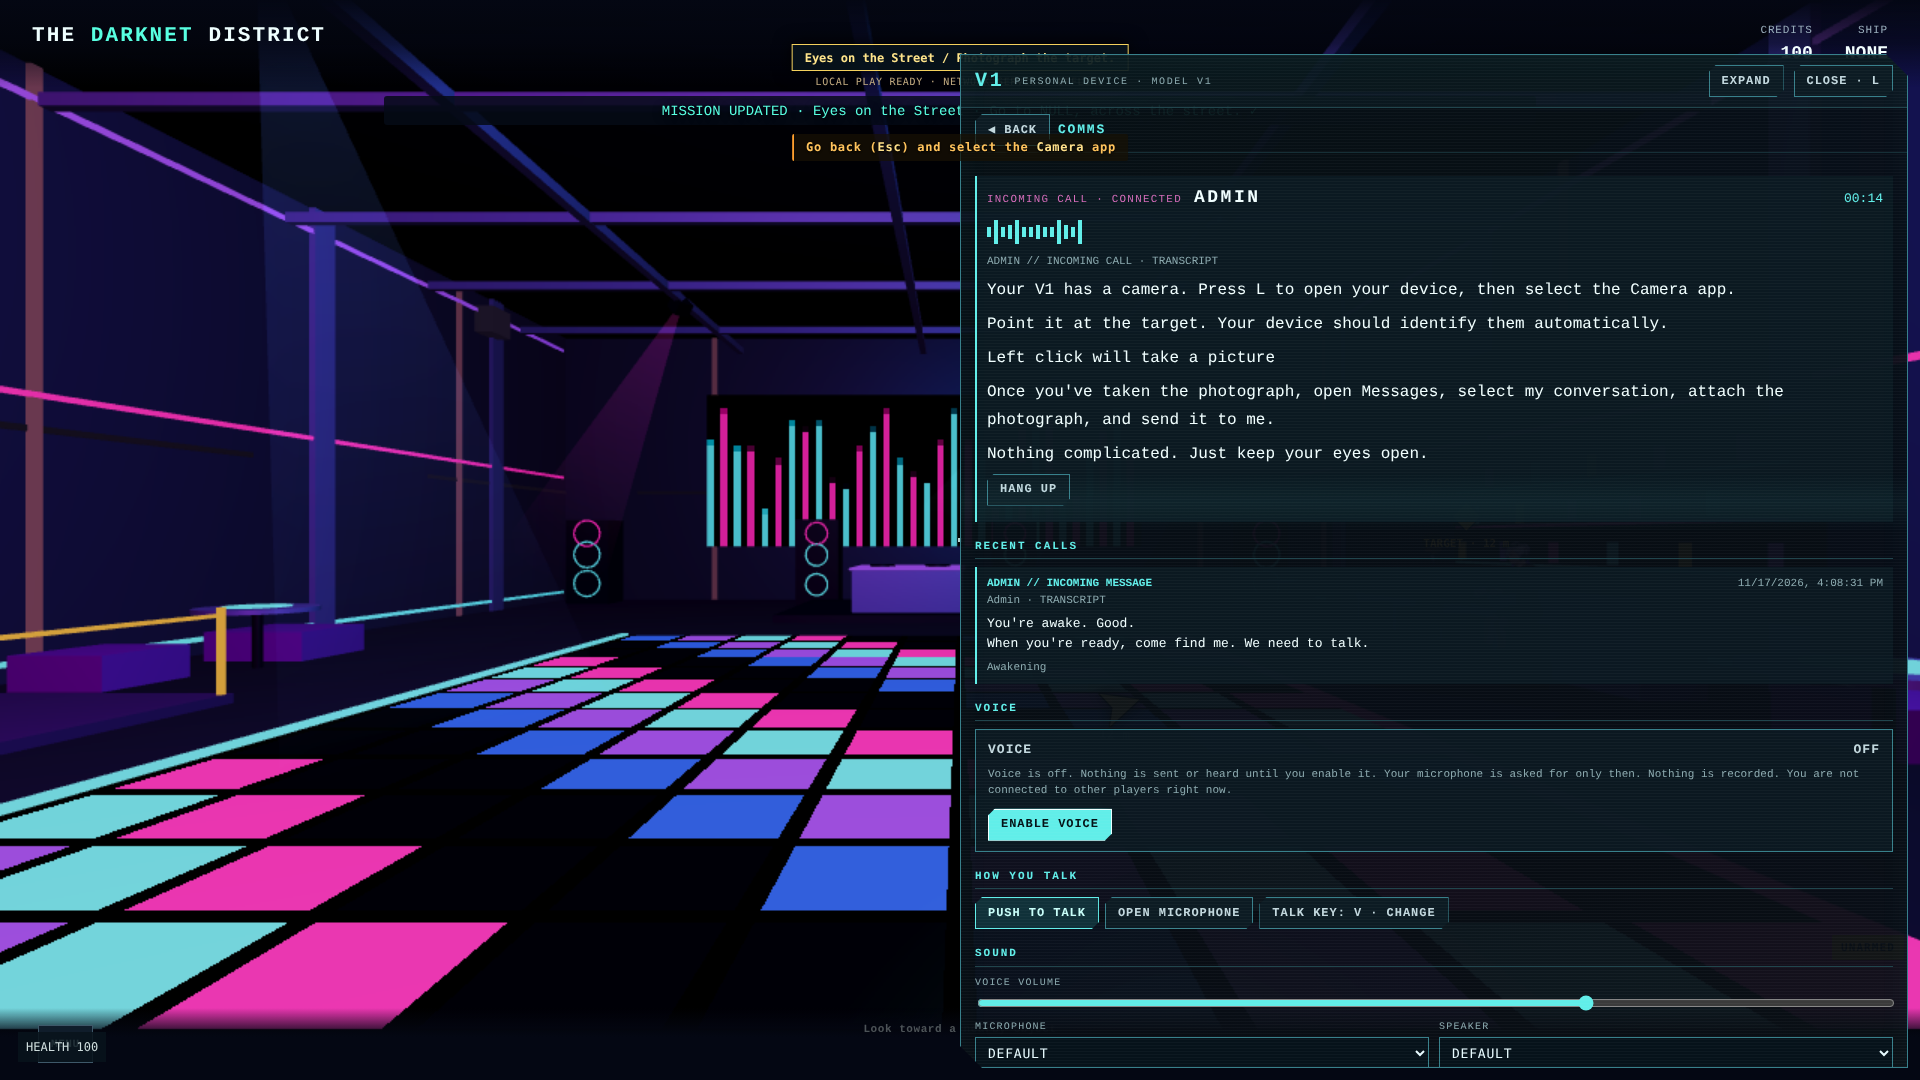 THE DARKNET DISTRICT
CREDITS
100
SHIP
NONE
Eyes on the Street / Photograph the target.
LOCAL PLAY READY · NET
MISSION UPDATED · Eyes on the Street
Go back (Esc) and select the Camera app
V1 PERSONAL DEVICE · MODEL V1
EXPAND
CLOSE · L
◀ BACK
COMMS
INCOMING CALL · CONNECTED ADMIN
00:14
ADMIN // INCOMING CALL · TRANSCRIPT
Your V1 has a camera. Press L to open your device, then select the Camera app.
Point it at the target. Your device should identify them automatically.
Left click will take a picture
Once you've taken the photograph, open Messages, select my conversation, attach the
photograph, and send it to me.
Nothing complicated. Just keep your eyes open.
HANG UP
RECENT CALLS
ADMIN // INCOMING MESSAGE
11/17/2026, 4:08:31 PM
Admin · TRANSCRIPT
You're awake. Good.
When you're ready, come find me. We need to talk.
Awakening
VOICE
VOICE
OFF
Voice is off. Nothing is sent or heard until you enable it. Your microphone is asked for only then. Nothing is recorded. You are not
connected to other players right now.
ENABLE VOICE
HOW YOU TALK
PUSH TO TALK
OPEN MICROPHONE
TALK KEY: V · CHANGE
SOUND
VOICE VOLUME
Look toward a
MICROPHONE
SPEAKER
DEFAULT
DEFAULT
HEALTH 100